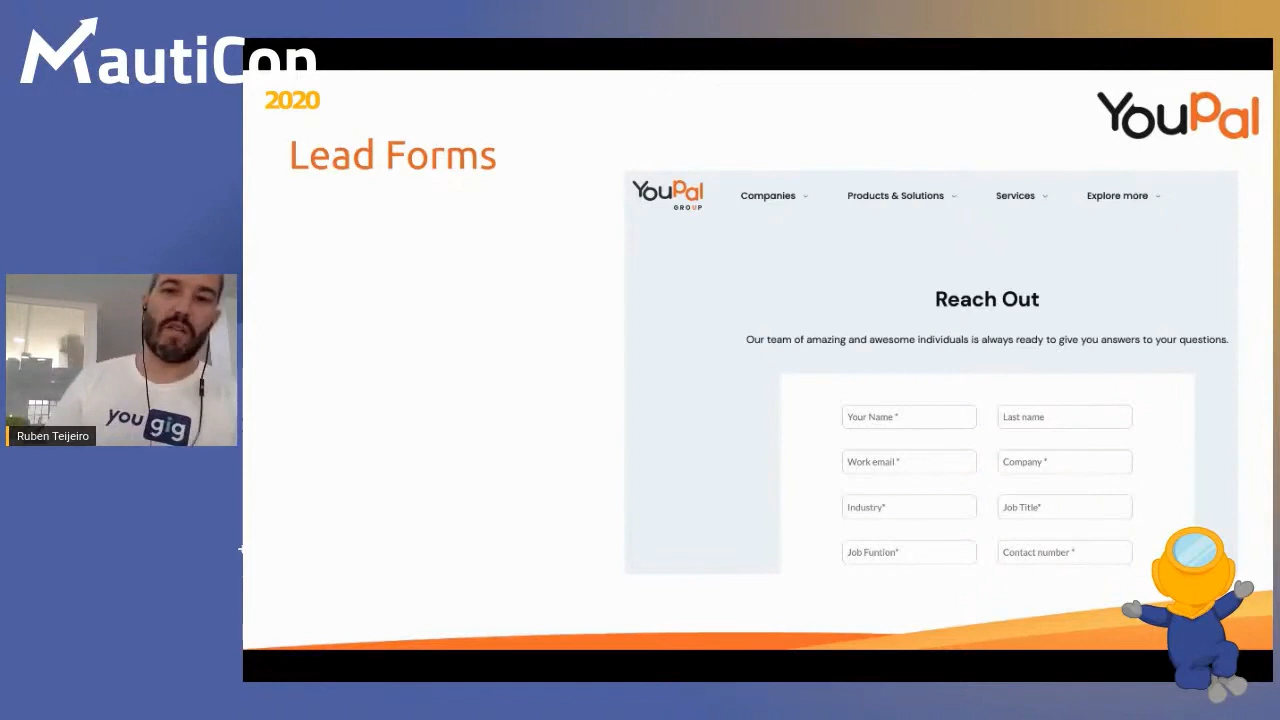 MautiCon
2020
YouPal
Lead Forms
YouPal
GROUP
Companies
Products & Solutions
Services
Explore more
Reach Out
Our team of amazing and awesome individuals is always ready to give you answers to your questions.
Your Name *
Last name
Work email *
Company *
Industry*
Job Title*
Job Funtion*
Contact number *
you gig
Ruben Teijeiro